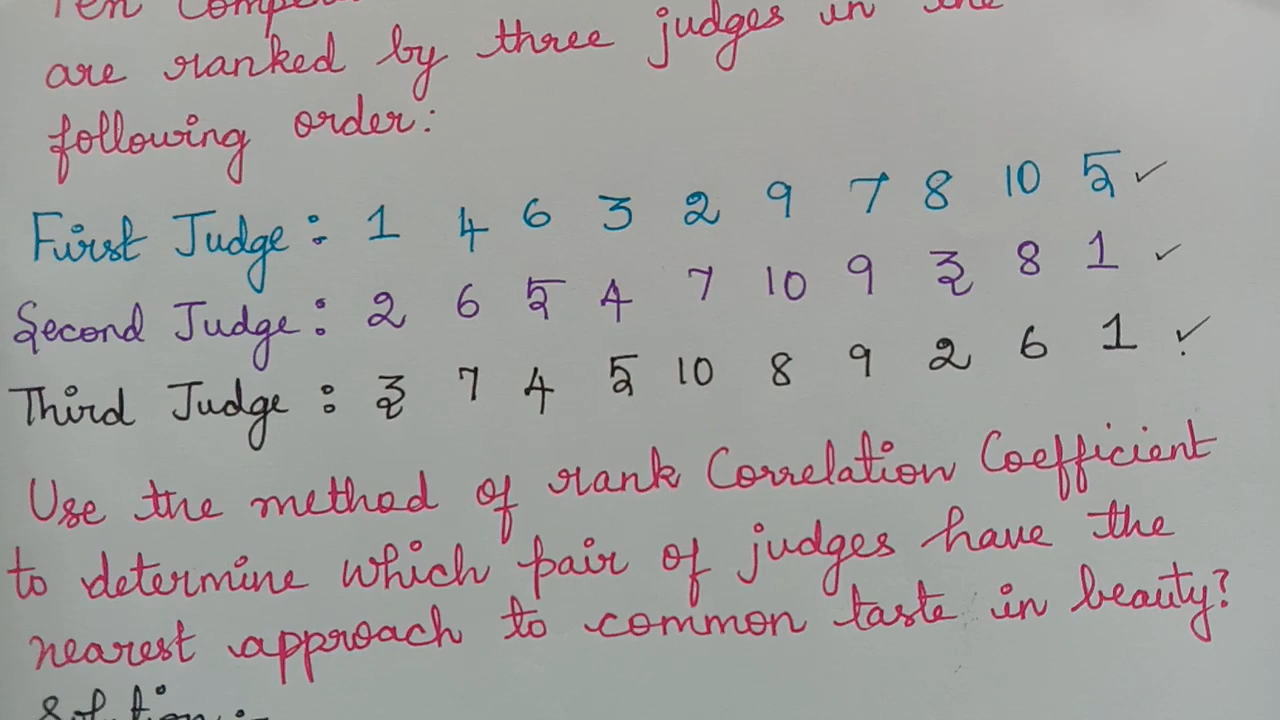 Ten Compe
are ranked by three judges in the
following order:
First Judge: 1 4 6 3 2 9 7 8 10 5 ✓
Second Judge: 2 6 5 4 7 10 9 3 8 1 ✓
Third Judge: 3 7 4 5 10 8 9 2 6 1 ✓
Use the method of rank Correlation Coefficient
to determine which pair of judges have the
nearest approach to common taste in beauty?
Solution:-